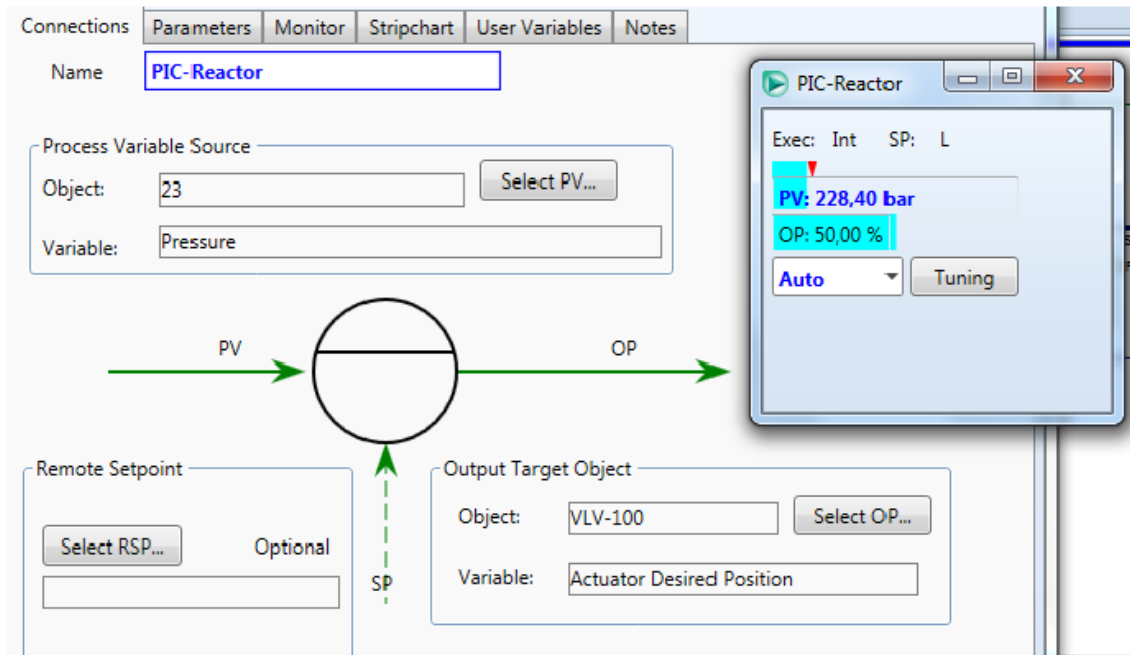 Connections Parameters Monitor Stripchart User Variables Notes
Name PIC-Reactor
Process Variable Source
Object: 23 Select PV...
Variable: Pressure
PV
OP
Remote Setpoint
Select RSP... Optional
SP
Output Target Object
Object: VLV-100 Select OP...
Variable: Actuator Desired Position
PIC-Reactor
Exec: Int SP: L
PV: 228,40 bar
OP: 50,00 %
Auto Tuning